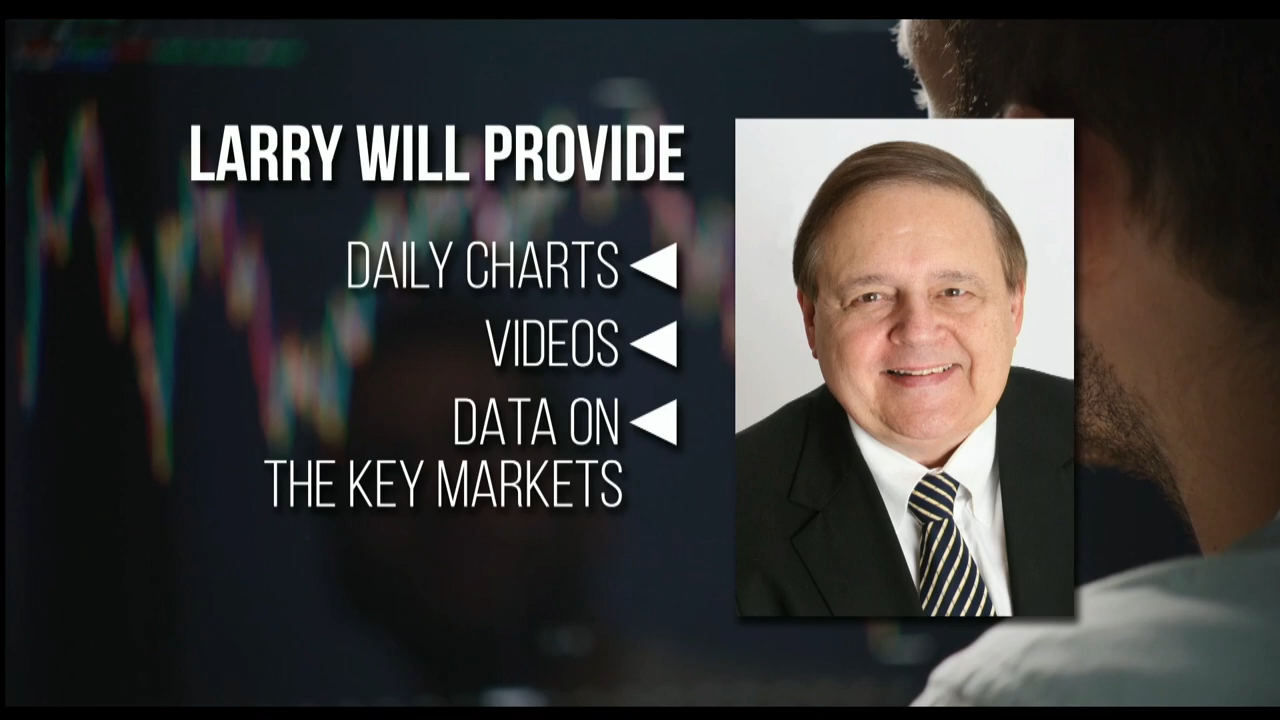 LARRY WILL PROVIDE
DAILY CHARTS
VIDEOS
DATA ON
THE KEY MARKETS